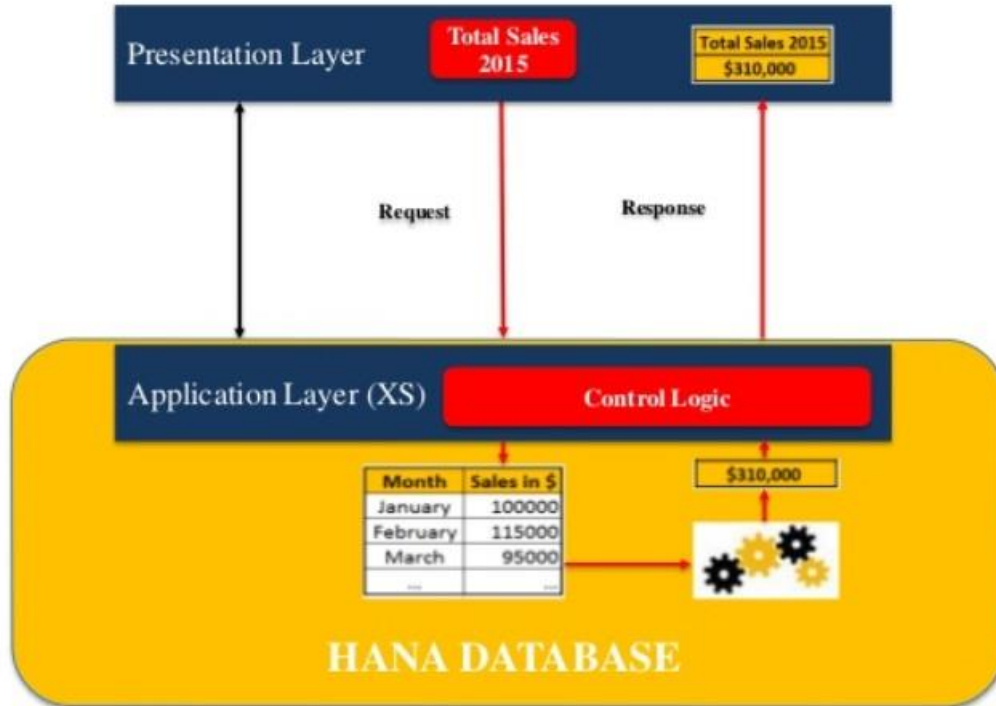 Presentation Layer
Total Sales
2015
Total Sales 2015
$310,000
Request
Response
Application Layer (XS)
Control Logic
Month Sales in $
January 100000
February 115000
March 95000
... ...
$310,000
HANA DATABASE